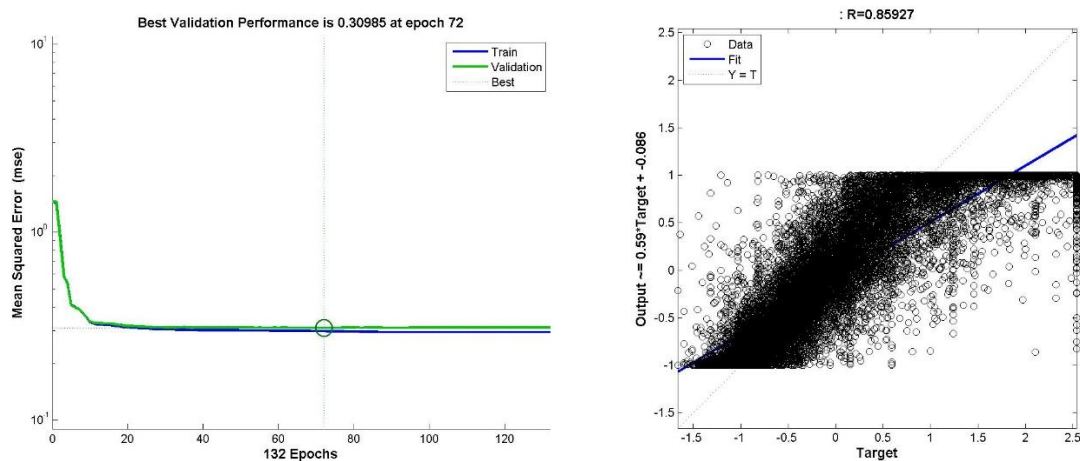 Best Validation Performance is 0.30985 at epoch 72
10^1
10^0
10^-1
Mean Squared Error (mse)
Train
Validation
Best
0 20 40 60 80 100 120
132 Epochs
: R=0.85927
2.5
2
1.5
1
0.5
0
-0.5
-1
-1.5
Output ~= 0.59*Target + -0.086
Data
Fit
Y = T
-1.5 -1 -0.5 0 0.5 1 1.5 2 2.5
Target